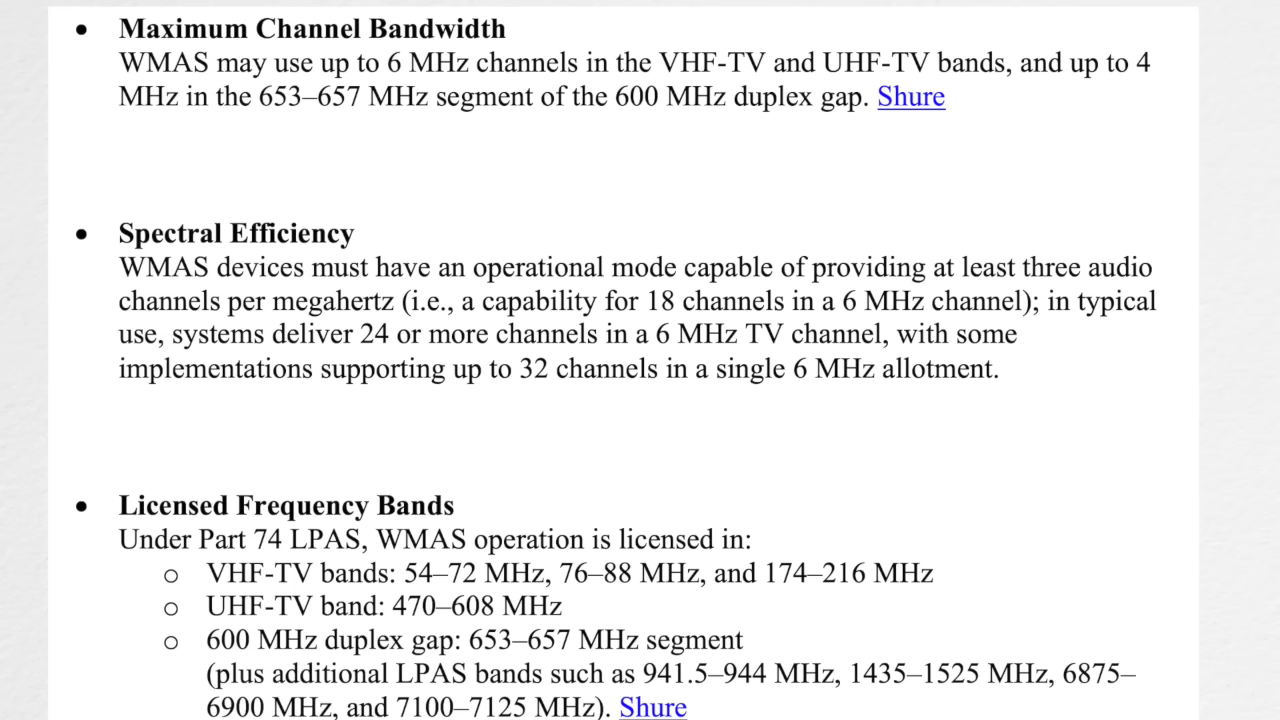 • Maximum Channel Bandwidth
WMAS may use up to 6 MHz channels in the VHF-TV and UHF-TV bands, and up to 4
MHz in the 653–657 MHz segment of the 600 MHz duplex gap. Shure
• Spectral Efficiency
WMAS devices must have an operational mode capable of providing at least three audio
channels per megahertz (i.e., a capability for 18 channels in a 6 MHz channel); in typical
use, systems deliver 24 or more channels in a 6 MHz TV channel, with some
implementations supporting up to 32 channels in a single 6 MHz allotment.
• Licensed Frequency Bands
Under Part 74 LPAS, WMAS operation is licensed in:
o VHF-TV bands: 54–72 MHz, 76–88 MHz, and 174–216 MHz
o UHF-TV band: 470–608 MHz
o 600 MHz duplex gap: 653–657 MHz segment
(plus additional LPAS bands such as 941.5–944 MHz, 1435–1525 MHz, 6875–
6900 MHz, and 7100–7125 MHz). Shure